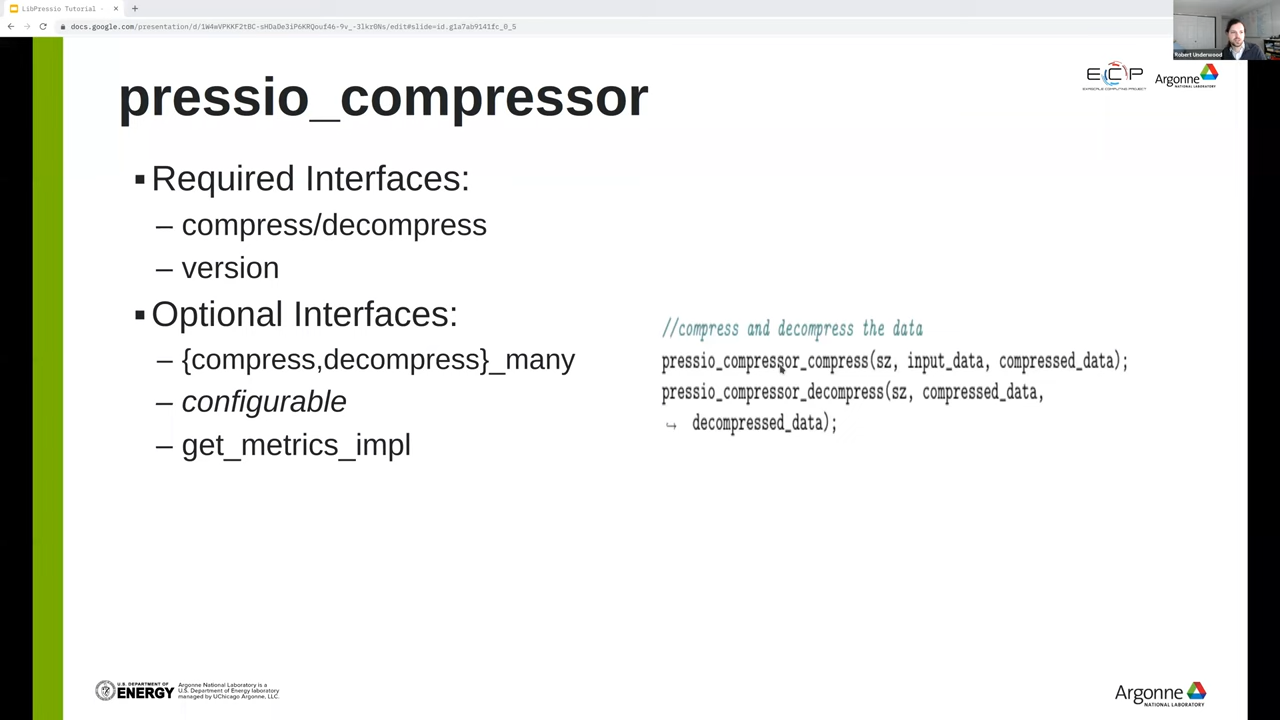 LibPressio Tutorial -
docs.google.com/presentation/d/1W4wVPKKF2tBC-sHDaDe3iP6KRQouf46-9v_-3lkr0Ns/edit#slide=id.g1a7ab9141fc_0_5
Robert Underwood
ECP
EXASCALE COMPUTING PROJECT
Argonne
NATIONAL LABORATORY
pressio_compressor
▪Required Interfaces:
– compress/decompress
– version
▪Optional Interfaces:
– {compress,decompress}_many
– configurable
– get_metrics_impl
//compress and decompress the data
pressio_compressor_compress(sz, input_data, compressed_data);
pressio_compressor_decompress(sz, compressed_data,
↪ decompressed_data);
U.S. DEPARTMENT OF
ENERGY
Argonne National Laboratory is a
U.S. Department of Energy laboratory
managed by UChicago Argonne, LLC.
Argonne
NATIONAL LABORATORY